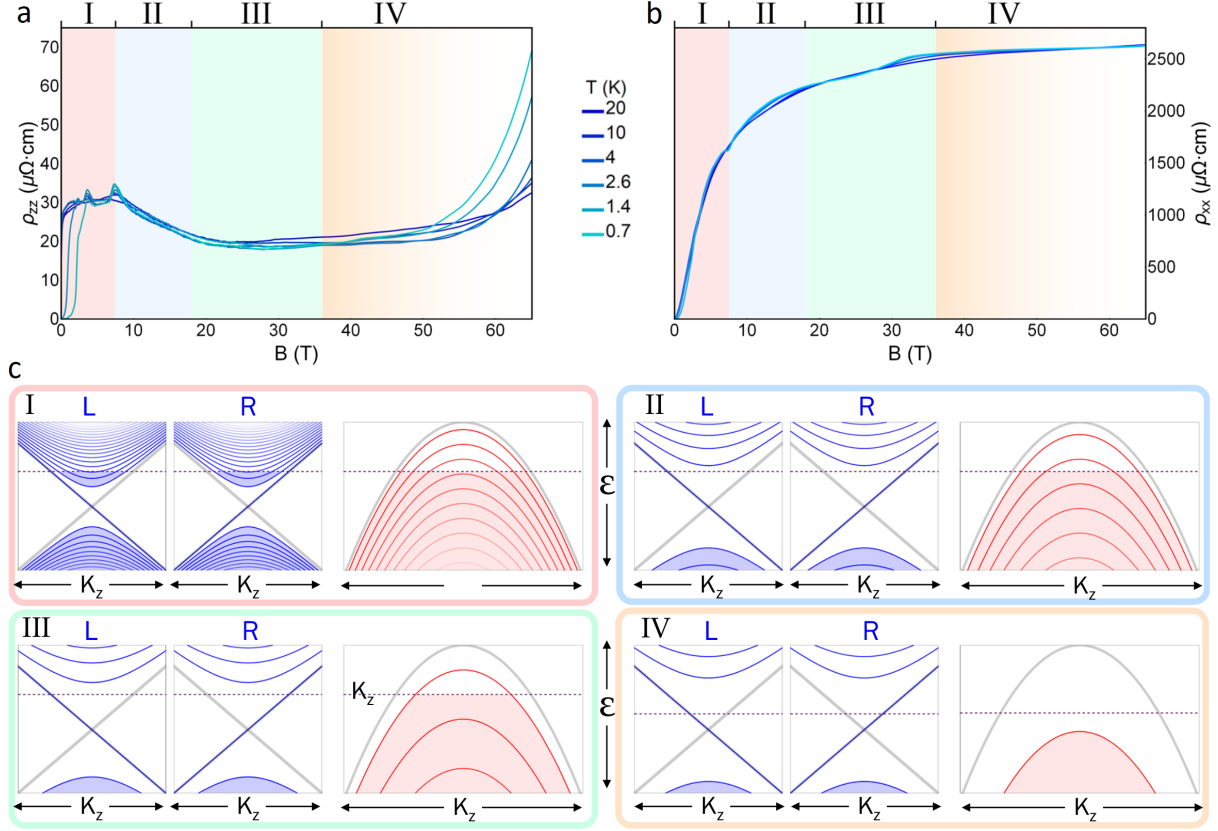 a
I II III IV
70
60
50
40
30
20
10
0
ρzz (μΩ·cm)
0 10 20 30 40 50 60
B (T)
T (K)
20
10
4
2.6
1.4
0.7
b
I II III IV
2500
2000
1500
1000
500
0
ρxx (μΩ·cm)
0 10 20 30 40 50 60
B (T)
c
I
L R
Kz Kz
ε
II
L R
Kz Kz Kz
III
L R
Kz
Kz Kz Kz
ε
IV
L R
Kz Kz Kz